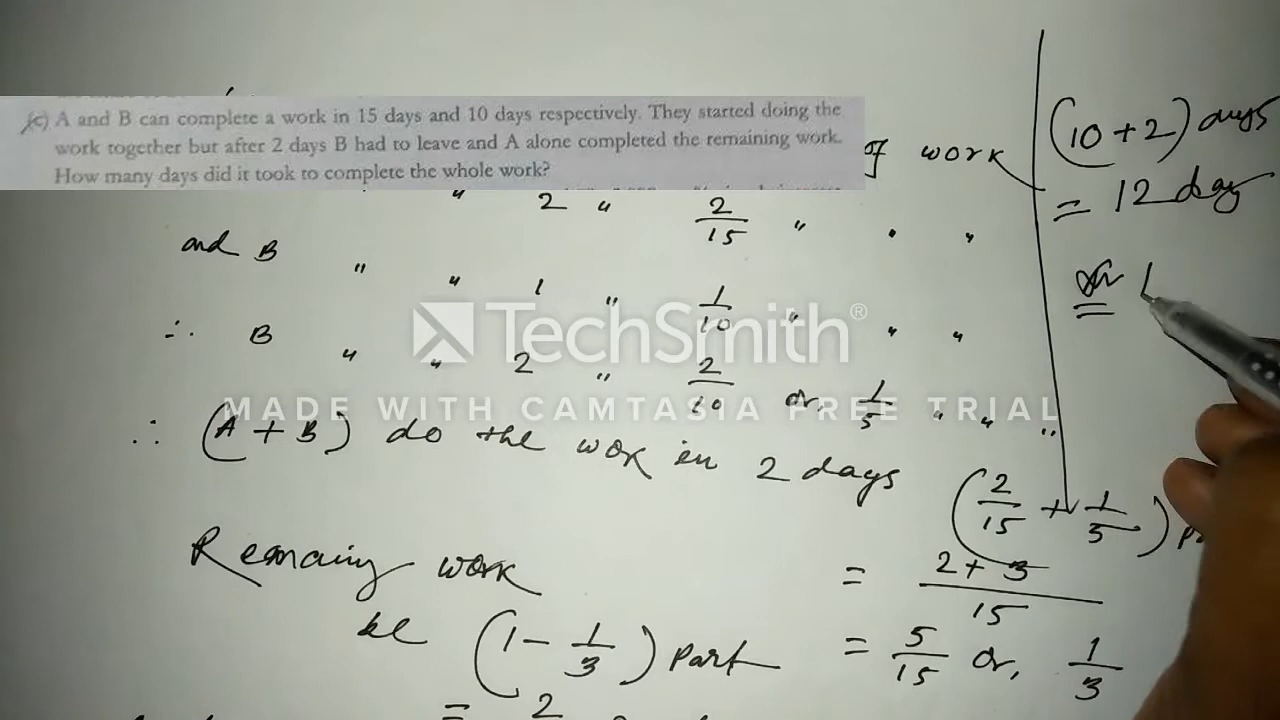 (c) A and B can complete a work in 15 days and 10 days respectively. They started doing the
work together but after 2 days B had to leave and A alone completed the remaining work.
How many days did it took to complete the whole work?
of work
" 2 " 2/15 " " "
and B " " 1 " 1/10 " " "
∴ B " " 2 " 2/10 or, 1/5 " " "
∴ (A + B) do the work in 2 days
(2/15 + 1/5)
= 2 + 3/15
= 5/15 or, 1/3
Remaing work
be (1 - 1/3) part
= 2
(10 + 2) days
= 12 day
TechSmith®
MADE WITH CAMTASIA FREE TRIAL